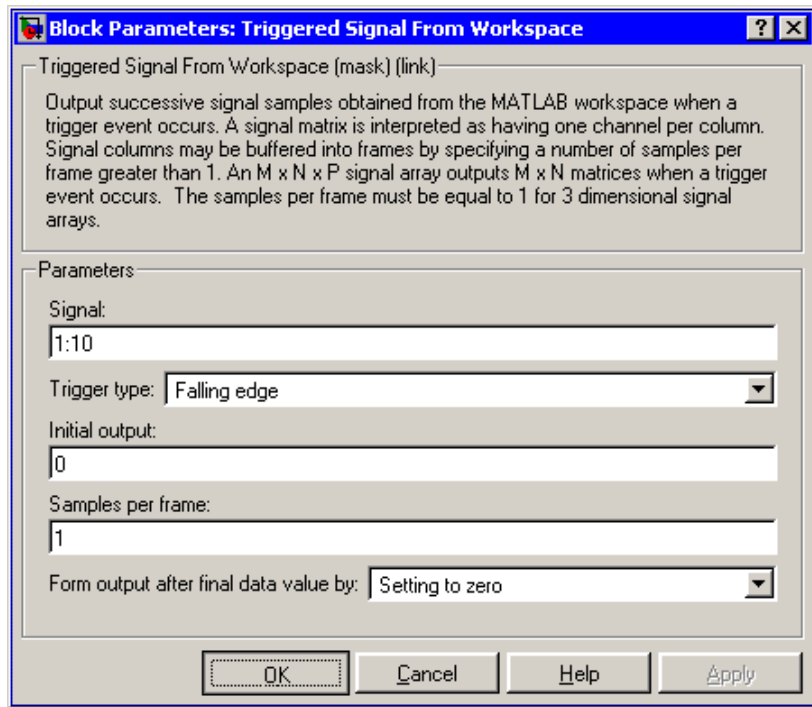 Block Parameters: Triggered Signal From Workspace
Triggered Signal From Workspace (mask) (link)
Output successive signal samples obtained from the MATLAB workspace when a
trigger event occurs. A signal matrix is interpreted as having one channel per column.
Signal columns may be buffered into frames by specifying a number of samples per
frame greater than 1. An M x N x P signal array outputs M x N matrices when a trigger
event occurs.  The samples per frame must be equal to 1 for 3 dimensional signal
arrays.
Parameters
Signal:
1:10
Trigger type: Falling edge
Initial output:
0
Samples per frame:
1
Form output after final data value by: Setting to zero
OK Cancel Help Apply